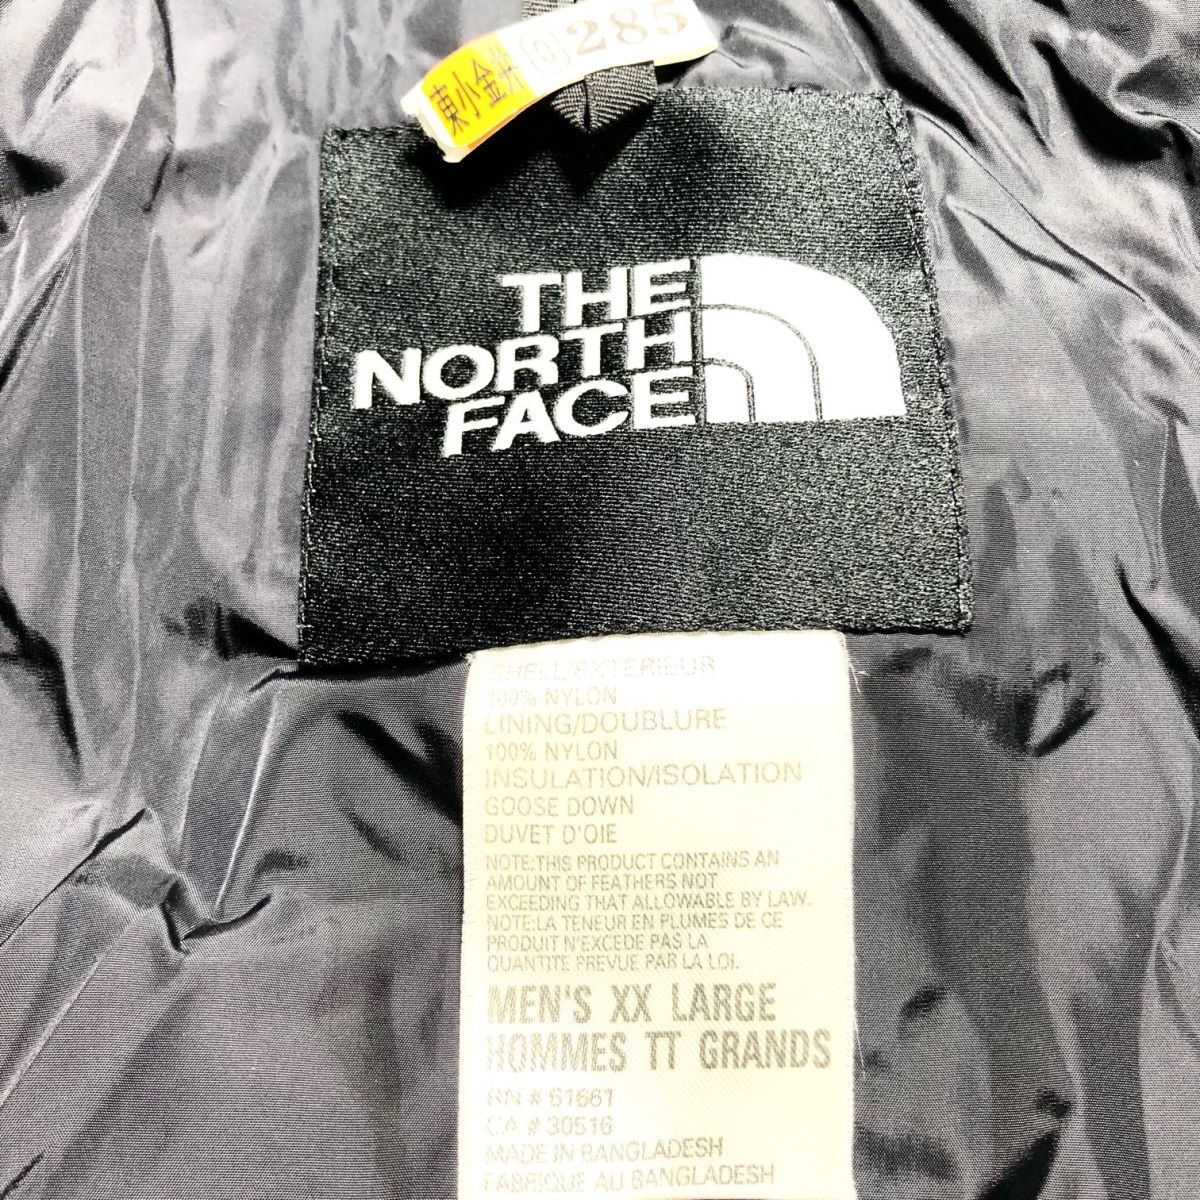 東小金井 0 285
THE
NORTH
FACE
SHELL/EXTERIEUR
100% NYLON
LINING/DOUBLURE
100% NYLON
INSULATION/ISOLATION
GOOSE DOWN
DUVET D'OIE
NOTE:THIS PRODUCT CONTAINS AN
AMOUNT OF FEATHERS NOT
EXCEEDING THAT ALLOWABLE BY LAW.
NOTE:LA TENEUR EN PLUMES DE CE
PRODUIT N'EXCEDE PAS LA
QUANTITE PREVUE PAR LA LOI.
MEN'S XX LARGE
HOMMES TT GRANDS
RN # 61661
CA # 30516
MADE IN BANGLADESH
FABRIQUE AU BANGLADESH